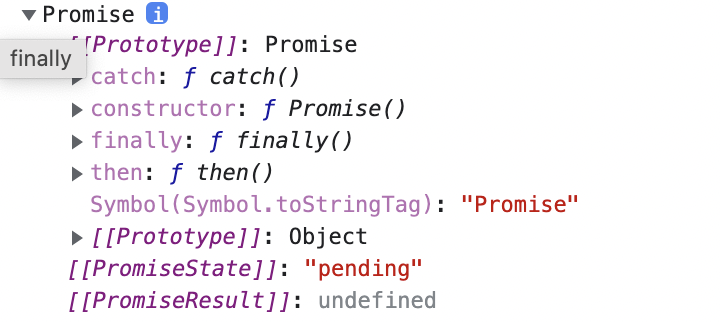 ▼Promise i
[[Prototype]]: Promise
finally
▶catch: ƒ catch()
▶constructor: ƒ Promise()
▶finally: ƒ finally()
▶then: ƒ then()
Symbol(Symbol.toStringTag): "Promise"
▶[[Prototype]]: Object
[[PromiseState]]: "pending"
[[PromiseResult]]: undefined